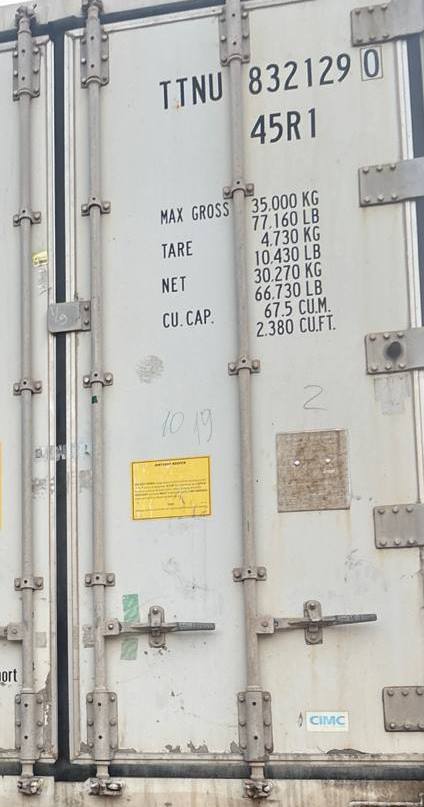 TTNU 832129 0
45R1
MAX GROSS 35.000 KG
77.160 LB
TARE 4.730 KG
10.430 LB
NET 30.270 KG
66.730 LB
CU. CAP. 67.5 CU.M.
2.380 CU.FT.
2
10 19
CIMC